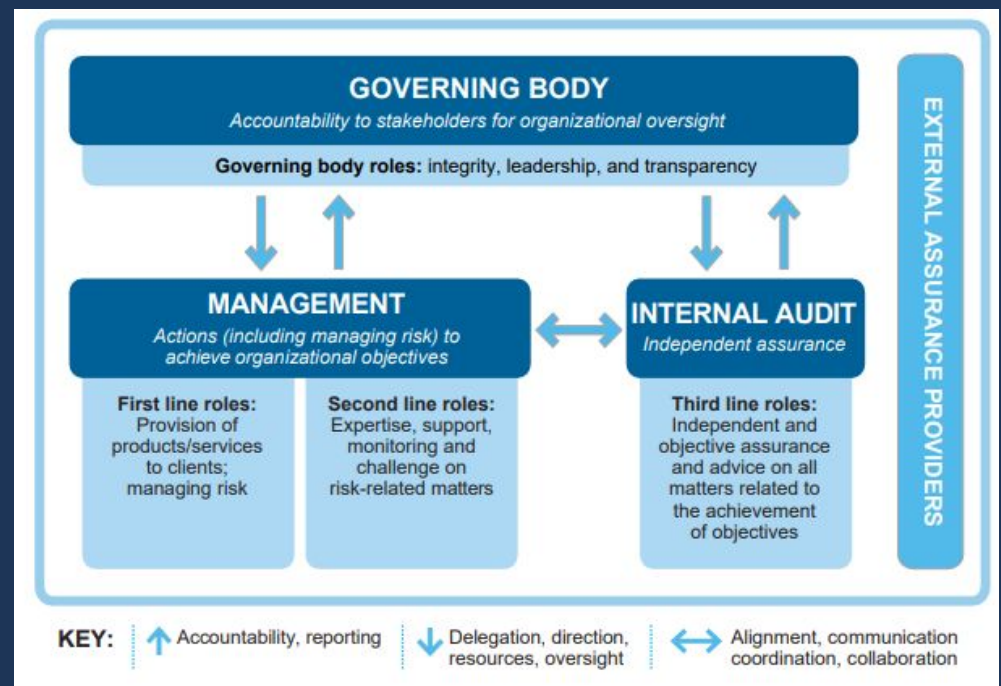 GOVERNING BODY
Accountability to stakeholders for organizational oversight
Governing body roles: integrity, leadership, and transparency
MANAGEMENT
Actions (including managing risk) to
achieve organizational objectives
First line roles:
Provision of
products/services
to clients;
managing risk
Second line roles:
Expertise, support,
monitoring and
challenge on
risk-related matters
INTERNAL AUDIT
Independent assurance
Third line roles:
Independent and
objective assurance
and advice on all
matters related to
the achievement
of objectives
EXTERNAL ASSURANCE PROVIDERS
KEY:
Accountability, reporting
Delegation, direction,
resources, oversight
Alignment, communication
coordination, collaboration